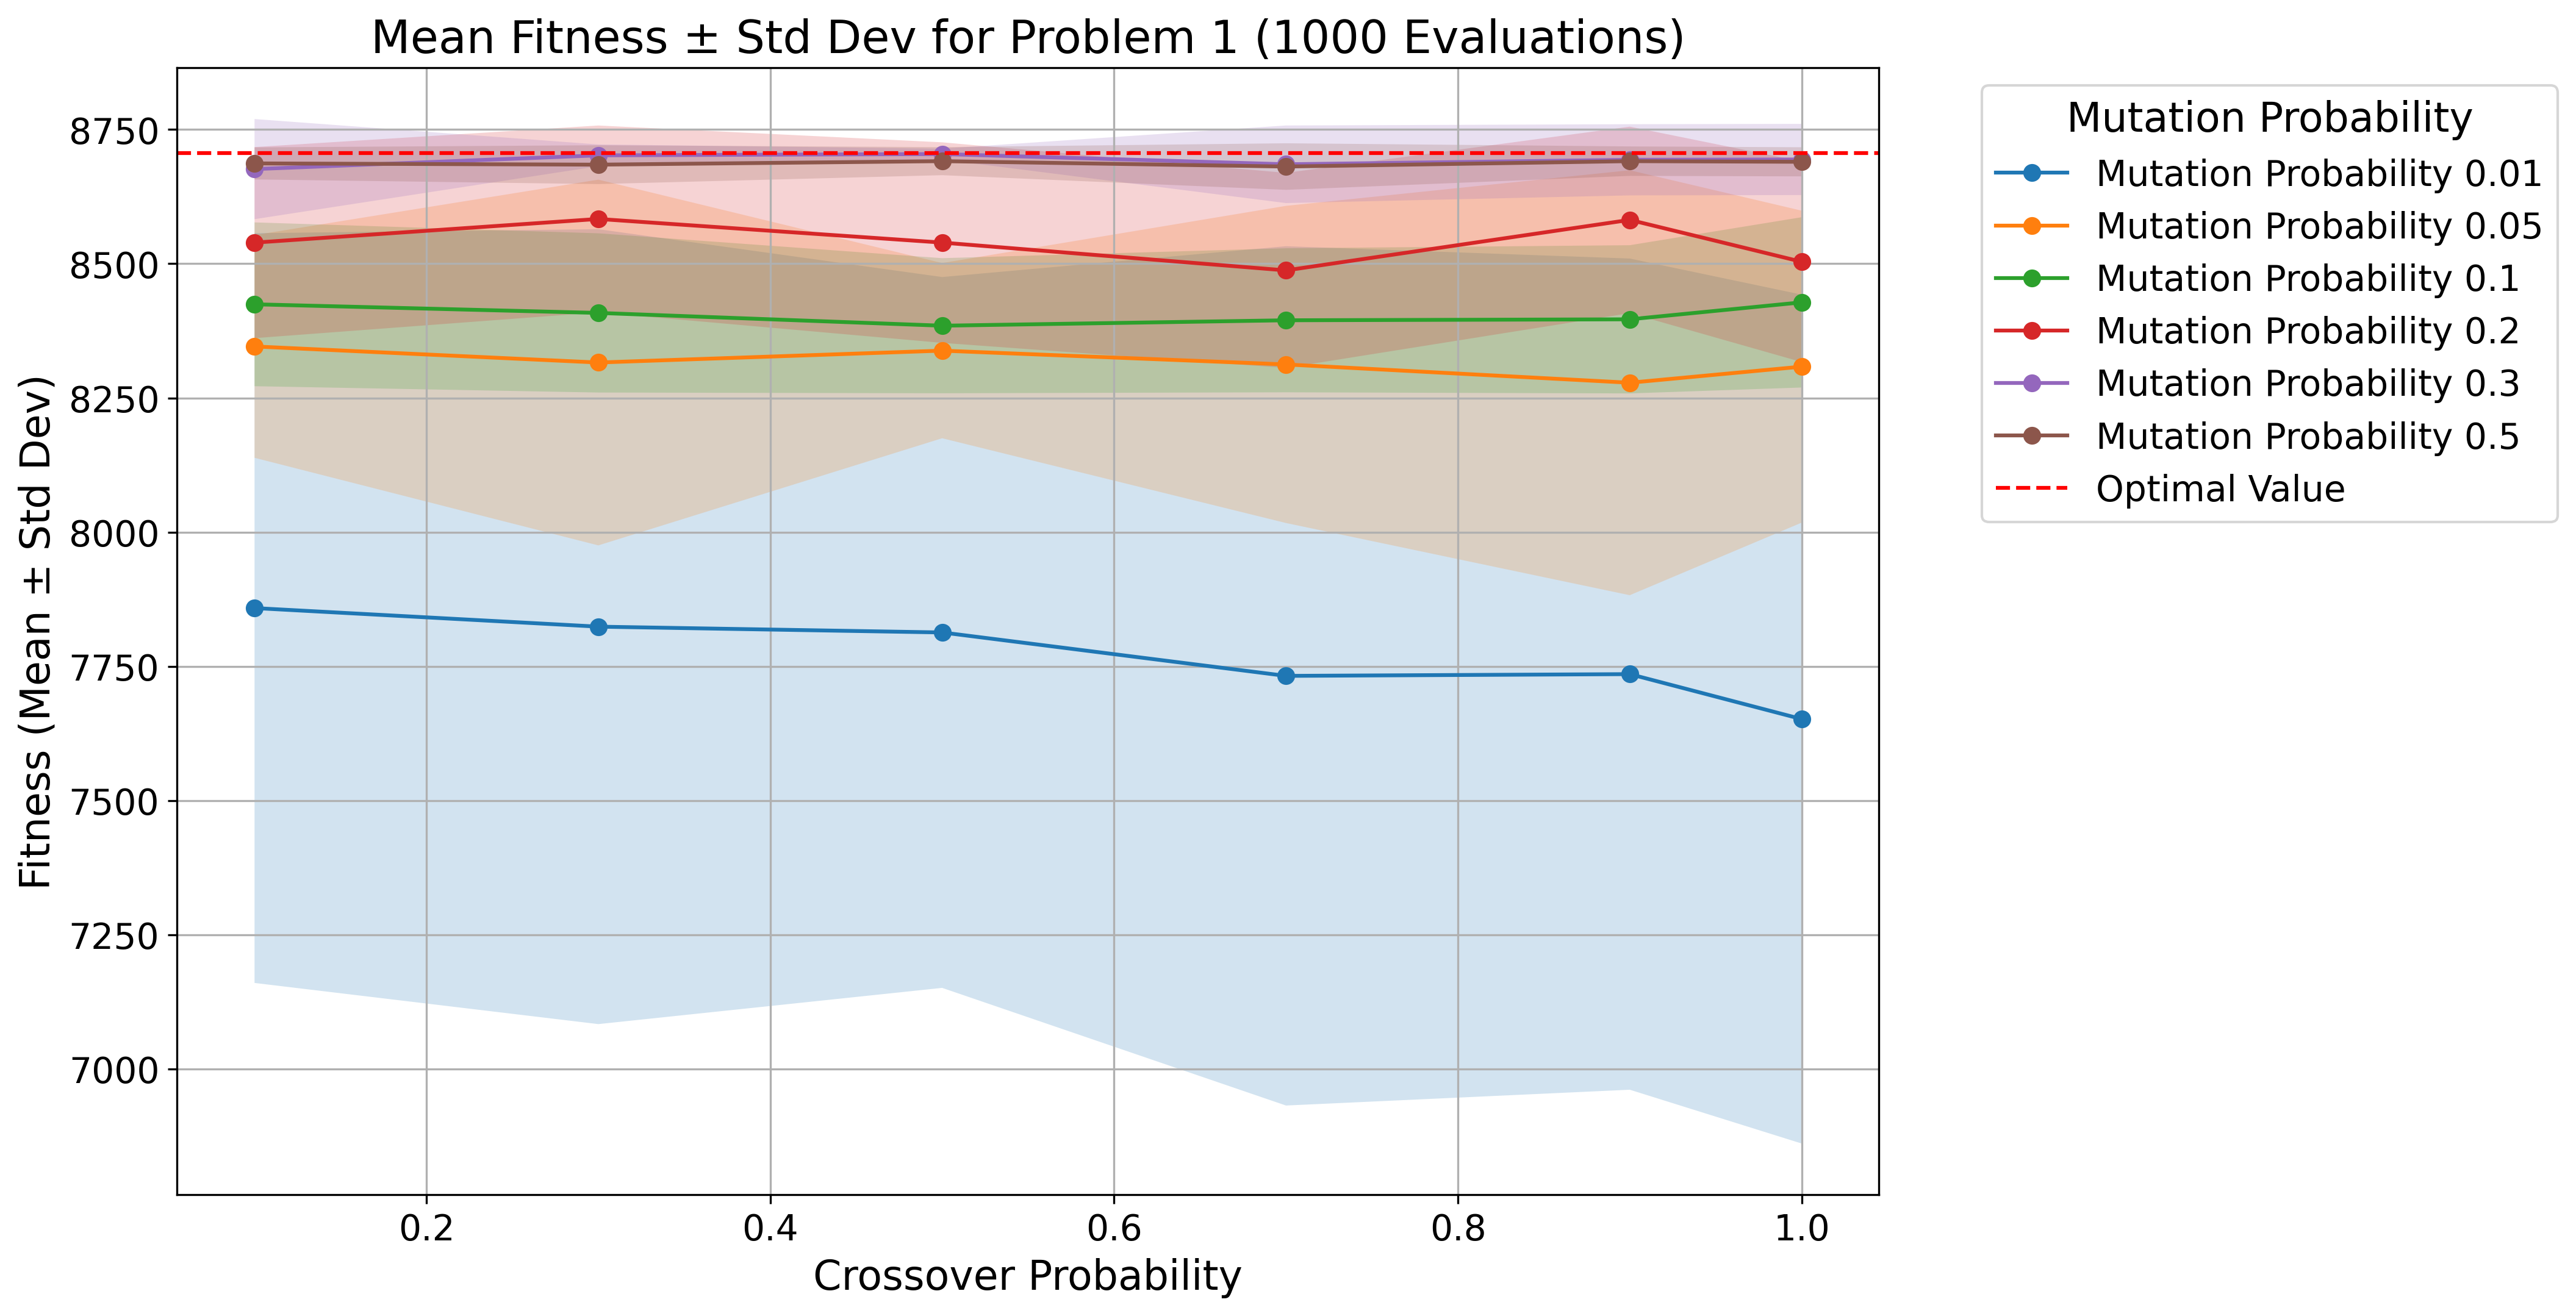 Mean Fitness ± Std Dev for Problem 1 (1000 Evaluations)
Fitness (Mean ± Std Dev)
8750
8500
8250
8000
7750
7500
7250
7000
0.2
0.4
0.6
0.8
1.0
Crossover Probability
Mutation Probability
Mutation Probability 0.01
Mutation Probability 0.05
Mutation Probability 0.1
Mutation Probability 0.2
Mutation Probability 0.3
Mutation Probability 0.5
Optimal Value